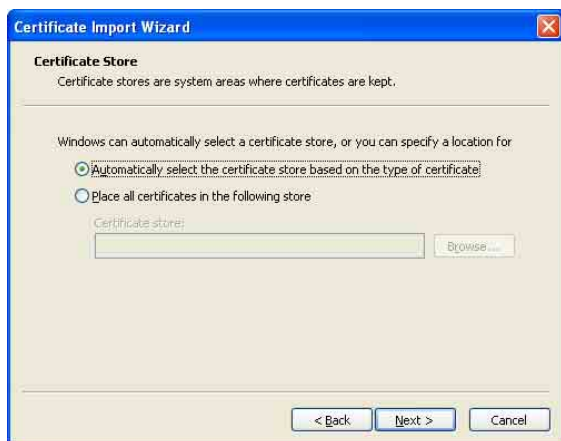 Certificate Import Wizard
Certificate Store
Certificate stores are system areas where certificates are kept.
Windows can automatically select a certificate store, or you can specify a location for
Automatically select the certificate store based on the type of certificate
Place all certificates in the following store
Certificate store:
Browse...
< Back
Next >
Cancel